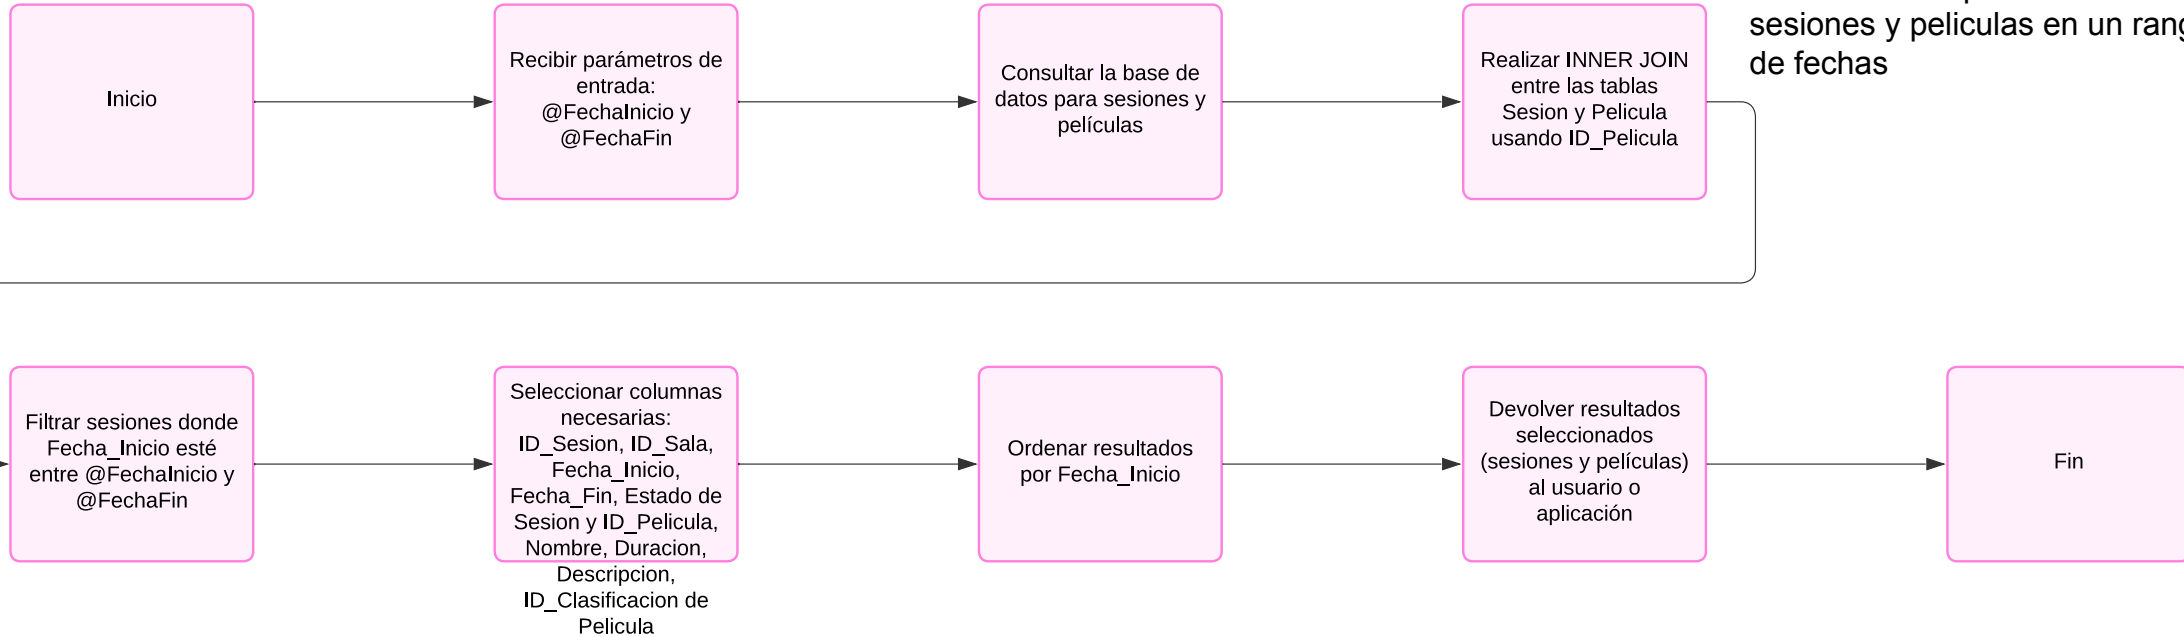 Inicio
Recibir parámetros de
entrada:
@FechaInicio y
@FechaFin
Consultar la base de
datos para sesiones y
películas
Realizar INNER JOIN
entre las tablas
Sesion y Pelicula
usando ID_Pelicula
sesiones y peliculas en un rang
de fechas
Filtrar sesiones donde
Fecha_Inicio esté
entre @FechaInicio y
@FechaFin
Seleccionar columnas
necesarias:
ID_Sesion, ID_Sala,
Fecha_Inicio,
Fecha_Fin, Estado de
Sesion y ID_Pelicula,
Nombre, Duracion,
Descripcion,
ID_Clasificacion de
Pelicula
Ordenar resultados
por Fecha_Inicio
Devolver resultados
seleccionados
(sesiones y películas)
al usuario o
aplicación
Fin